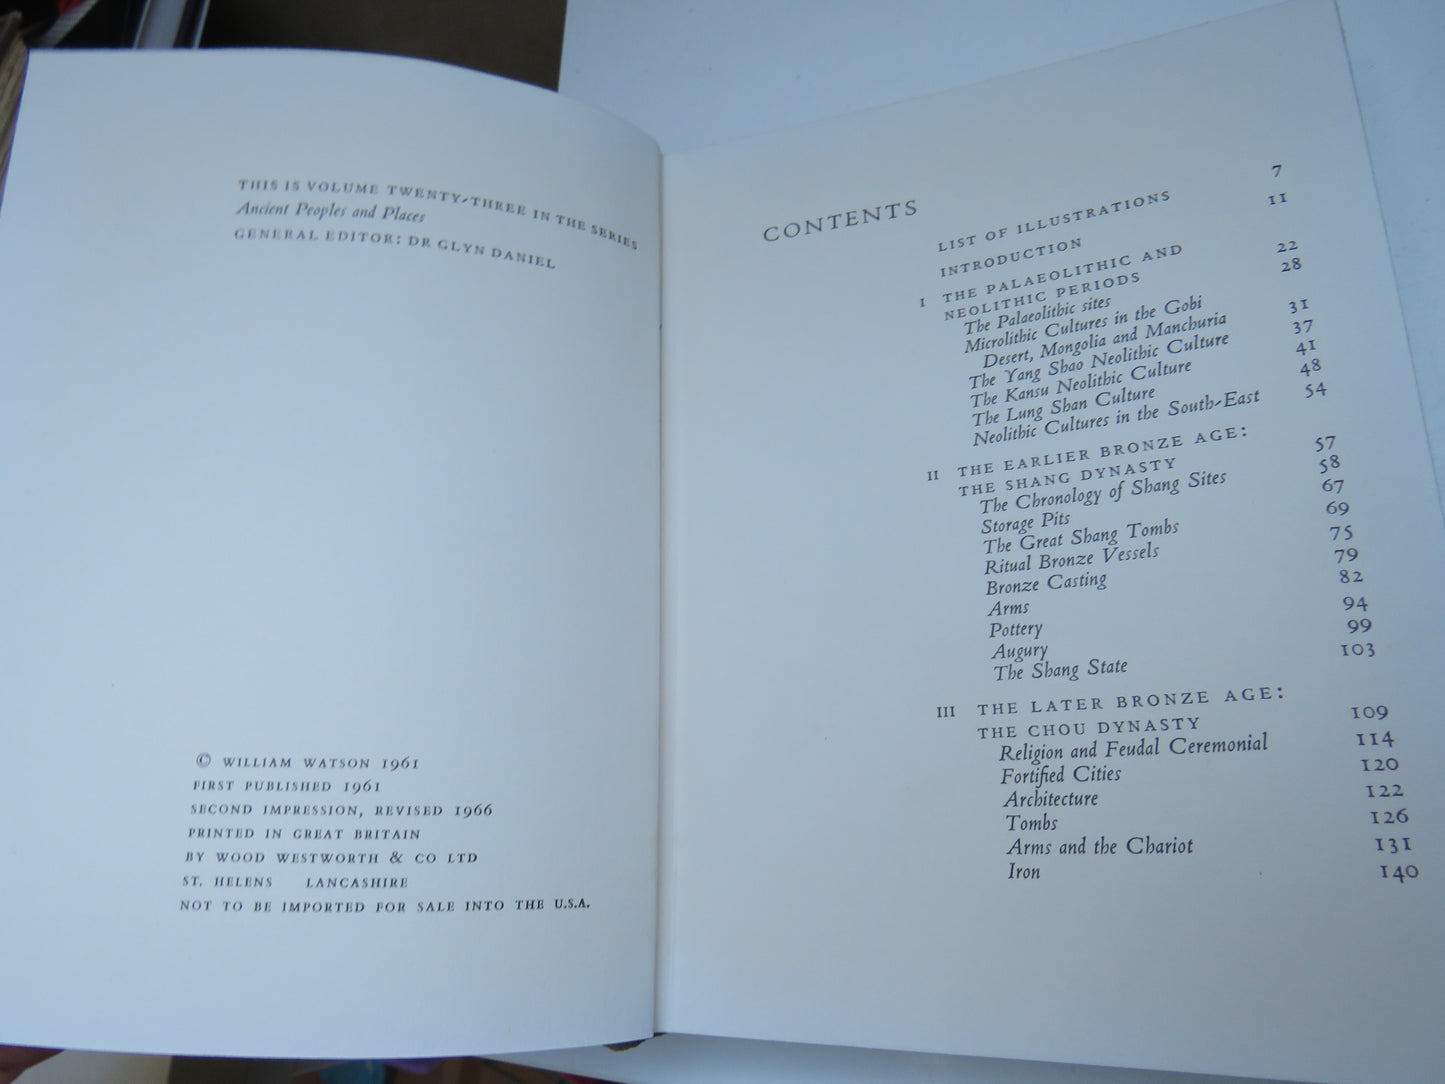 THIS IS VOLUME TWENTY-THREE IN THE SERIES
Ancient Peoples and Places
GENERAL EDITOR: DR GLYN DANIEL
© WILLIAM WATSON 1961
FIRST PUBLISHED 1961
SECOND IMPRESSION, REVISED 1966
PRINTED IN GREAT BRITAIN
BY WOOD WESTWORTH & CO LTD
ST. HELENS LANCASHIRE
NOT TO BE IMPORTED FOR SALE INTO THE U.S.A.
CONTENTS
LIST OF ILLUSTRATIONS 7
INTRODUCTION 11
I THE PALAEOLITHIC AND
NEOLITHIC PERIODS 22
The Palaeolithic sites 28
Microlithic Cultures in the Gobi
Desert, Mongolia and Manchuria 31
The Yang Shao Neolithic Culture 37
The Kansu Neolithic Culture 41
The Lung Shan Culture 48
Neolithic Cultures in the South-East 54
II THE EARLIER BRONZE AGE:
THE SHANG DYNASTY 57
The Chronology of Shang Sites 58
Storage Pits 67
The Great Shang Tombs 69
Ritual Bronze Vessels 75
Bronze Casting 79
Arms 82
Pottery 94
Augury 99
The Shang State 103
III THE LATER BRONZE AGE:
THE CHOU DYNASTY 109
Religion and Feudal Ceremonial 114
Fortified Cities 120
Architecture 122
Tombs 126
Arms and the Chariot 131
Iron 140